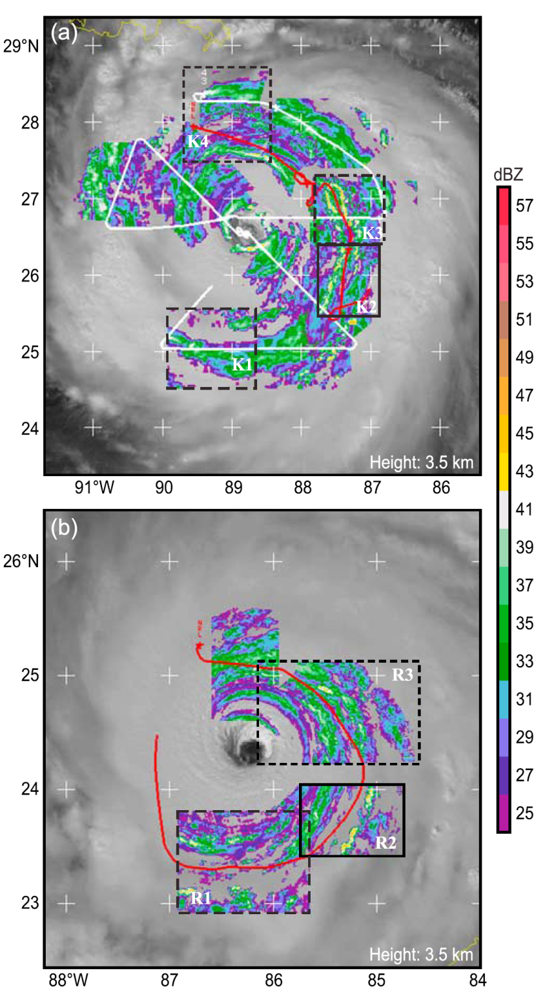 (a)
29°N
28
27
26
25
24
K4
K3
K2
K1
Height: 3.5 km
91°W 90 89 88 87 86
dBZ
57
55
53
51
49
47
45
43
41
39
37
35
33
31
29
27
25
(b)
26°N
25
24
23
R3
R2
R1
Height: 3.5 km
88°W 87 86 85 84